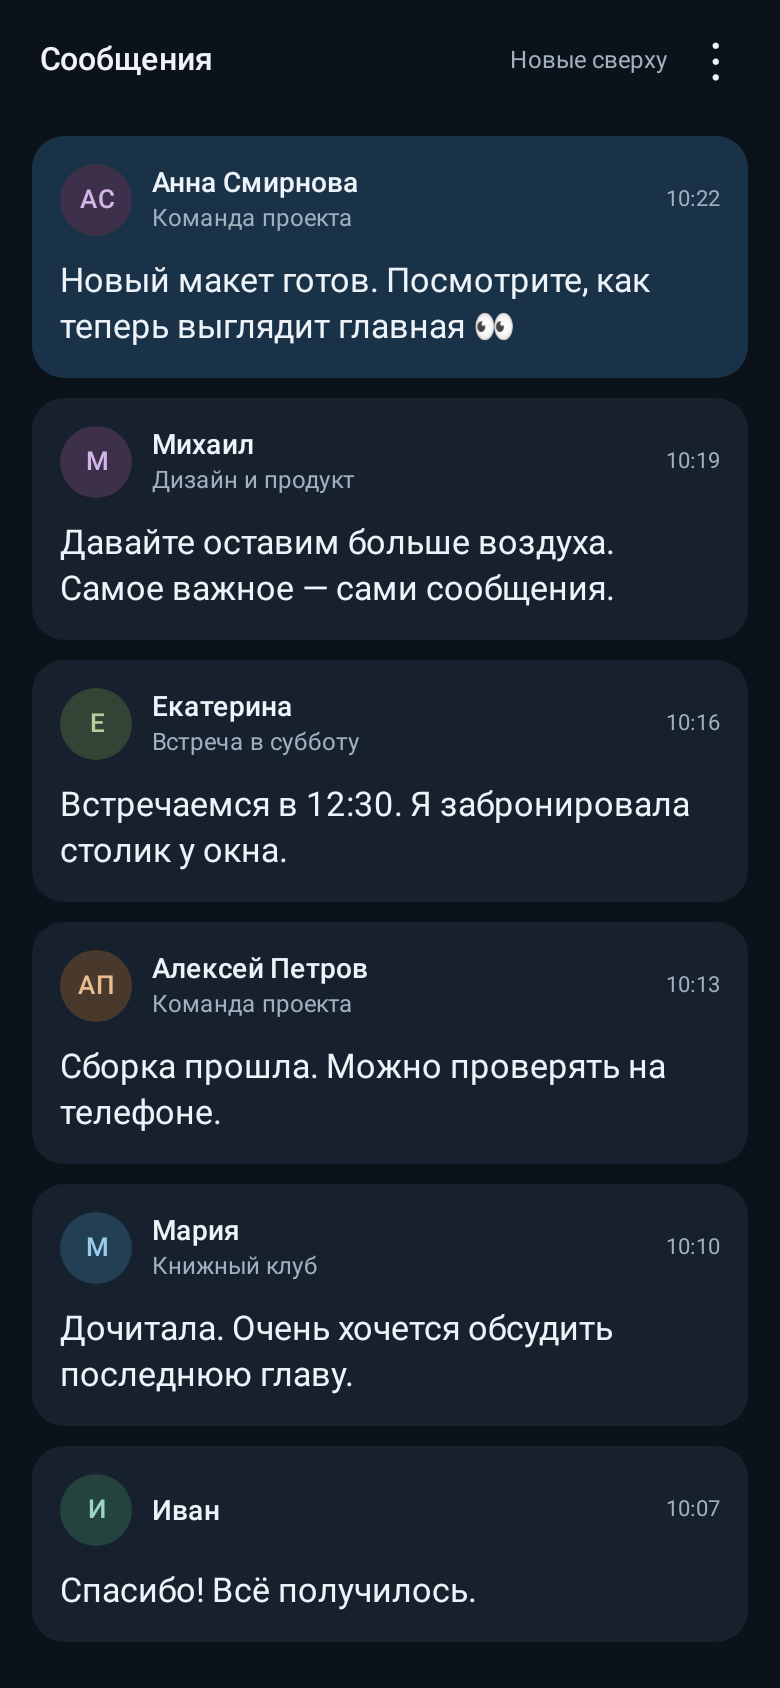 Сообщения
Новые сверху
АС
Анна Смирнова
Команда проекта
10:22
Новый макет готов. Посмотрите, как
теперь выглядит главная 👀
М
Михаил
Дизайн и продукт
10:19
Давайте оставим больше воздуха.
Самое важное — сами сообщения.
Е
Екатерина
Встреча в субботу
10:16
Встречаемся в 12:30. Я забронировала
столик у окна.
АП
Алексей Петров
Команда проекта
10:13
Сборка прошла. Можно проверять на
телефоне.
М
Мария
Книжный клуб
10:10
Дочитала. Очень хочется обсудить
последнюю главу.
И
Иван
10:07
Спасибо! Всё получилось.